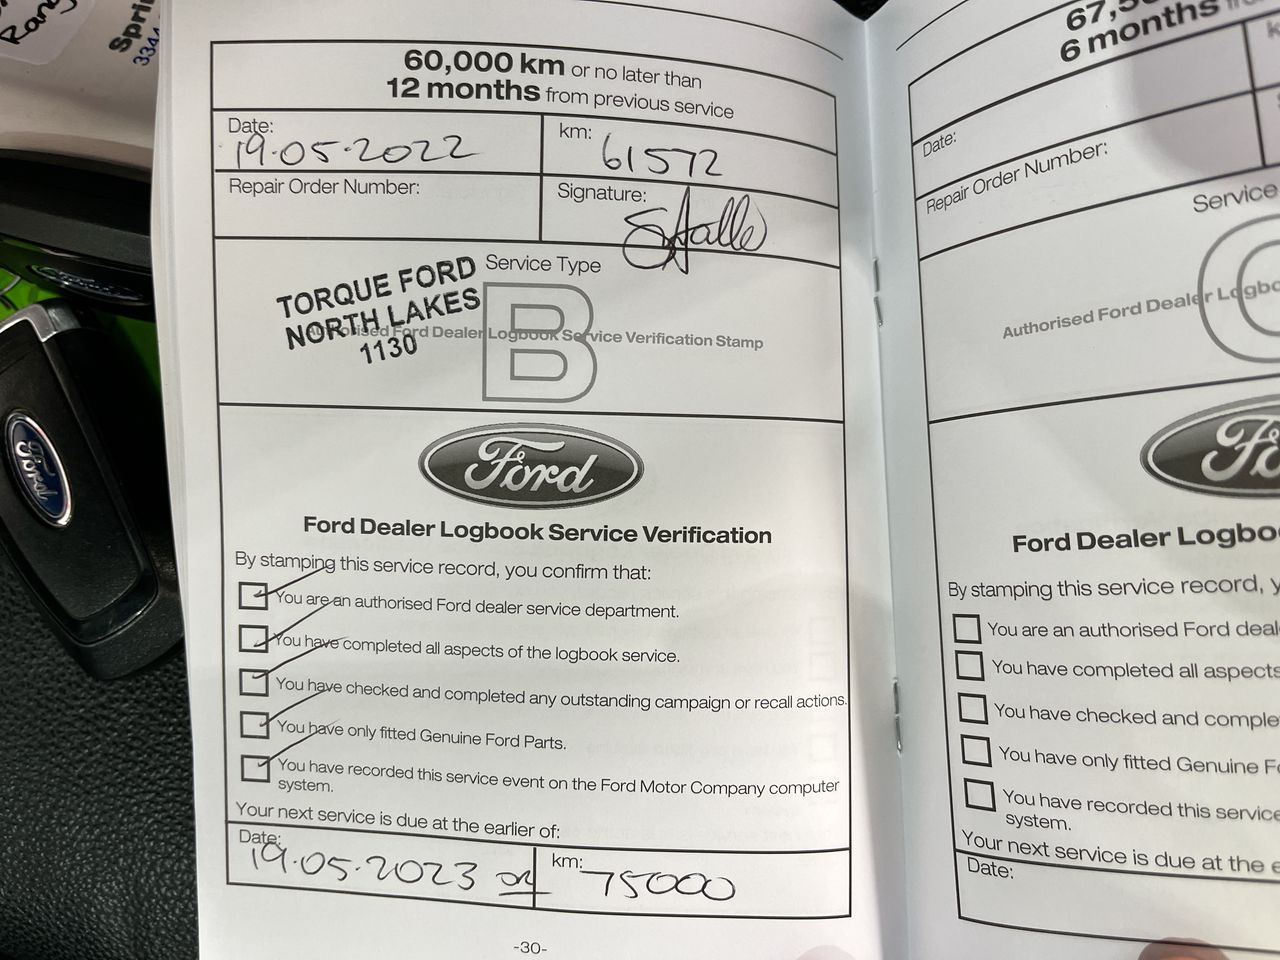 Spri
3344
60,000 km or no later than
12 months from previous service
Date:
19.05.2022
km:
61572
Repair Order Number:
Signature:
Service Type
TORQUE FORD
NORTH LAKES
1130
B
Authorised Ford Dealer Logbook Service Verification Stamp
Ford
Ford Dealer Logbook Service Verification
By stamping this service record, you confirm that:
You are an authorised Ford dealer service department.
You have completed all aspects of the logbook service.
You have checked and completed any outstanding campaign or recall actions.
You have only fitted Genuine Ford Parts.
You have recorded this service event on the Ford Motor Company computer
system.
Your next service is due at the earlier of:
Date:
19.05.2023 or
km:
75000
-30-
6 months
Date:
Repair Order Number:
Service
Authorised Ford Dealer Logbo
Fo
Ford Dealer Logbo
By stamping this service record, y
You are an authorised Ford deal
You have completed all aspects
You have checked and comple
You have only fitted Genuine F
You have recorded this service
system.
Your next service is due at the e
Date:
Ford